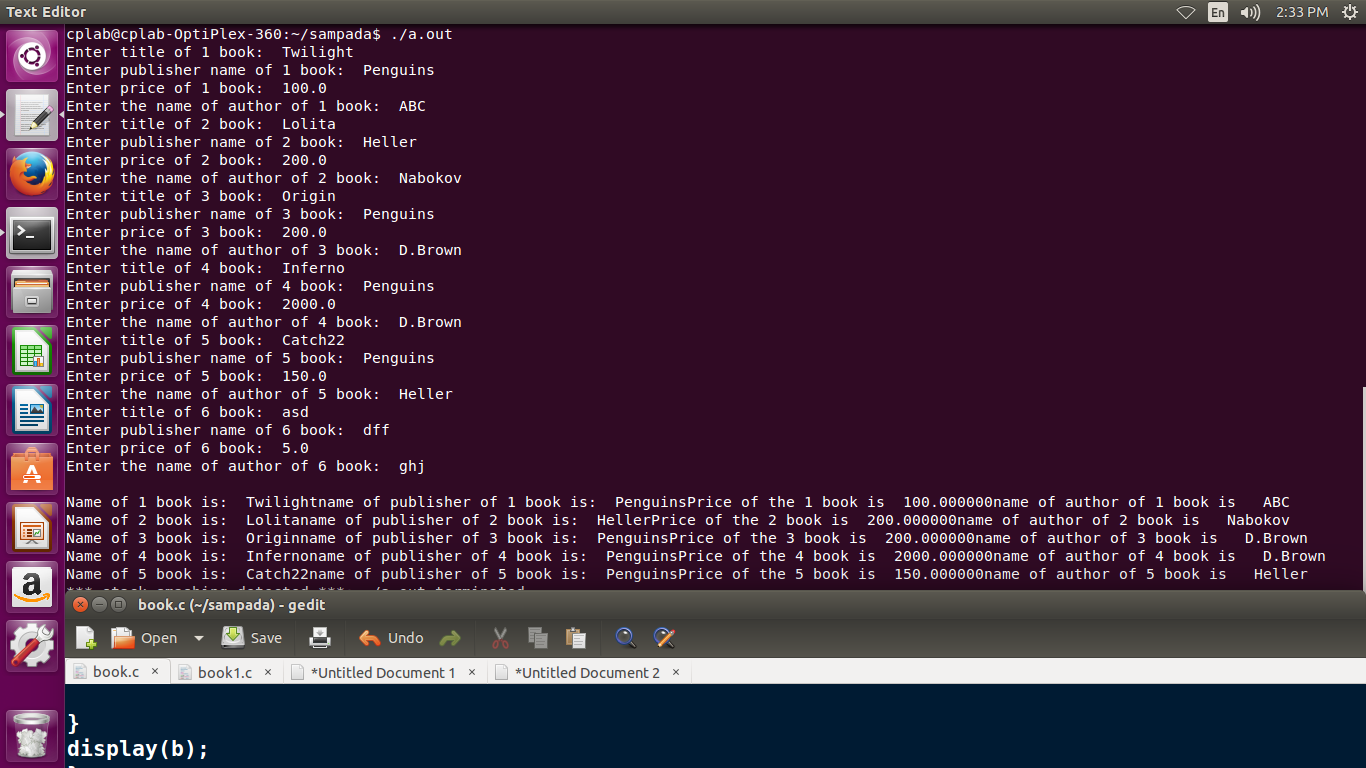 Text Editor
En
2:33 PM
cplab@cplab-OptiPlex-360:~/sampada$ ./a.out
Enter title of 1 book:  Twilight
Enter publisher name of 1 book:  Penguins
Enter price of 1 book:  100.0
Enter the name of author of 1 book:  ABC
Enter title of 2 book:  Lolita
Enter publisher name of 2 book:  Heller
Enter price of 2 book:  200.0
Enter the name of author of 2 book:  Nabokov
Enter title of 3 book:  Origin
Enter publisher name of 3 book:  Penguins
Enter price of 3 book:  200.0
Enter the name of author of 3 book:  D.Brown
Enter title of 4 book:  Inferno
Enter publisher name of 4 book:  Penguins
Enter price of 4 book:  2000.0
Enter the name of author of 4 book:  D.Brown
Enter title of 5 book:  Catch22
Enter publisher name of 5 book:  Penguins
Enter price of 5 book:  150.0
Enter the name of author of 5 book:  Heller
Enter title of 6 book:  asd
Enter publisher name of 6 book:  dff
Enter price of 6 book:  5.0
Enter the name of author of 6 book:  ghj
Name of 1 book is:  Twilightname of publisher of 1 book is:  PenguinsPrice of the 1 book is  100.000000name of author of 1 book is   ABC
Name of 2 book is:  Lolitaname of publisher of 2 book is:  HellerPrice of the 2 book is  200.000000name of author of 2 book is   Nabokov
Name of 3 book is:  Originname of publisher of 3 book is:  PenguinsPrice of the 3 book is  200.000000name of author of 3 book is   D.Brown
Name of 4 book is:  Infernoname of publisher of 4 book is:  PenguinsPrice of the 4 book is  2000.000000name of author of 4 book is   D.Brown
Name of 5 book is:  Catch22name of publisher of 5 book is:  PenguinsPrice of the 5 book is  150.000000name of author of 5 book is   Heller
book.c (~/sampada) - gedit
Open
Save
Undo
book.c ×
book1.c ×
*Untitled Document 1 ×
*Untitled Document 2 ×
}
display(b);